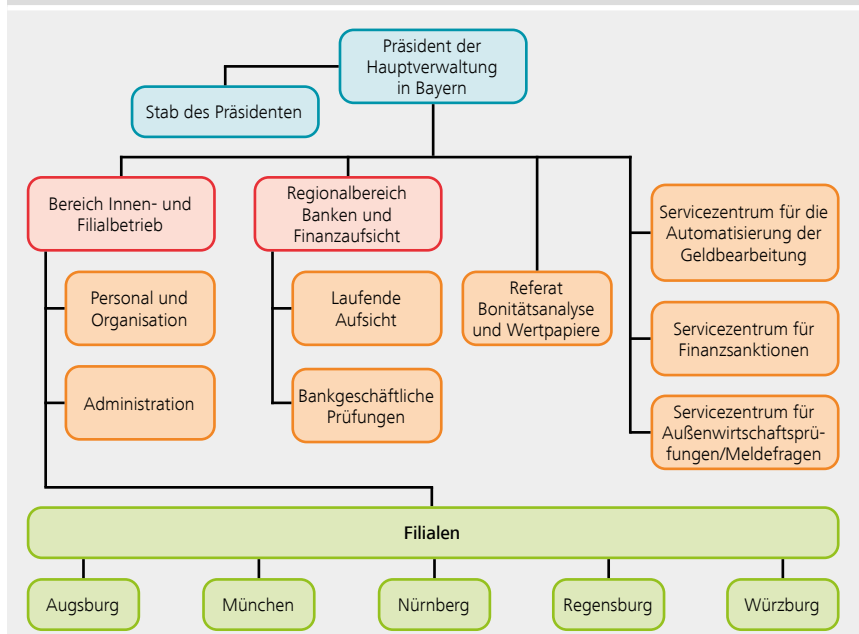 Präsident der
Hauptverwaltung
in Bayern
Stab des Präsidenten
Bereich Innen- und
Filialbetrieb
Regionalbereich
Banken und
Finanzaufsicht
Servicezentrum für die
Automatisierung der
Geldbearbeitung
Personal und
Organisation
Laufende
Aufsicht
Referat
Bonitätsanalyse
und Wertpapiere
Servicezentrum für
Finanzsanktionen
Administration
Bankgeschäftliche
Prüfungen
Servicezentrum für
Außenwirtschaftsprü-
fungen/Meldefragen
Filialen
Augsburg
München
Nürnberg
Regensburg
Würzburg